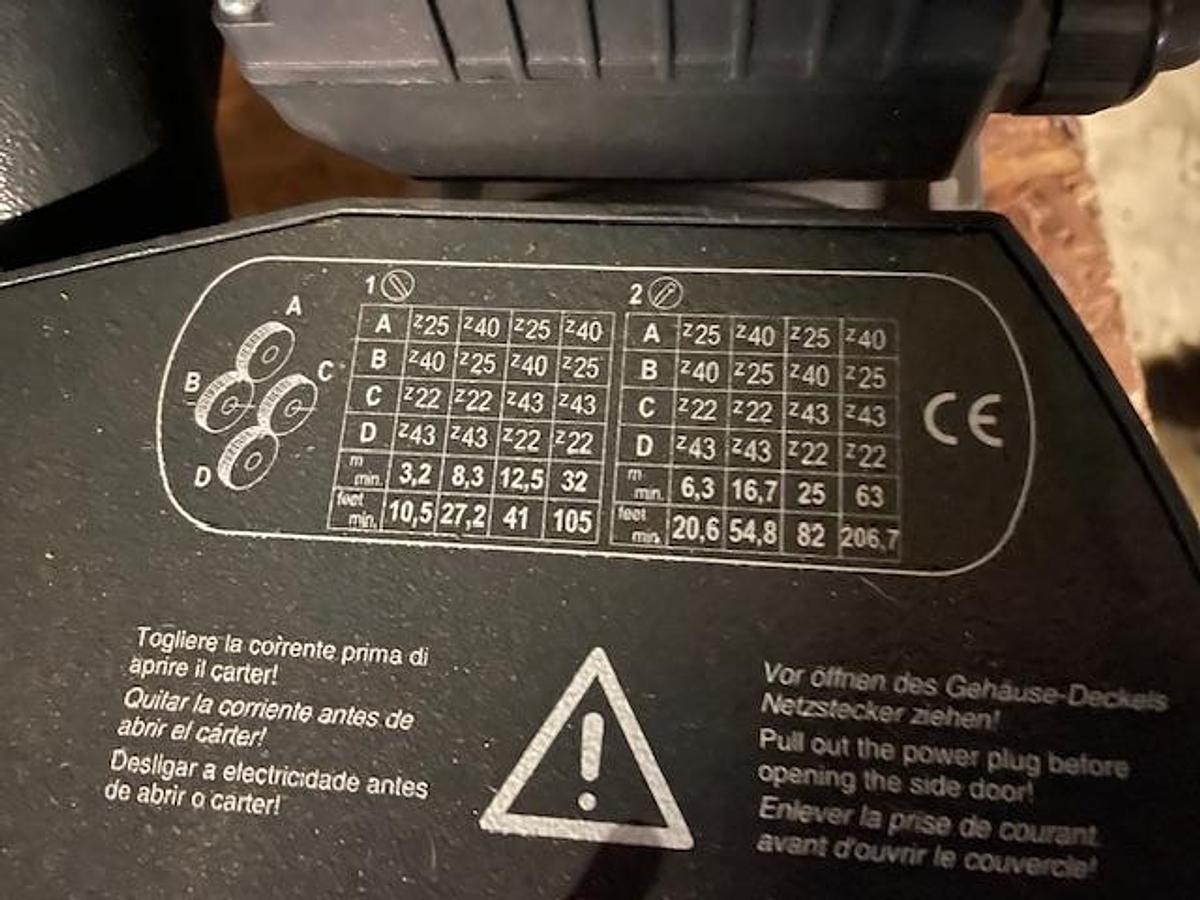 A
B
C
D
1
A z25 z40 z25 z40
B z40 z25 z40 z25
C z22 z22 z43 z43
D z43 z43 z22 z22
m min. 3,2 8,3 12,5 32
feet min. 10,5 27,2 41 105
2
A z25 z40 z25 z40
B z40 z25 z40 z25
C z22 z22 z43 z43
D z43 z43 z22 z22
m min. 6,3 16,7 25 63
feet min. 20,6 54,8 82 206,7
CE
Togliere la corrente prima di
aprire il carter!
Quitar la corriente antes de
abrir el cárter!
Desligar a electricidade antes
de abrir o carter!
!
Vor öffnen des Gehäuse-Deckels
Netzstecker ziehen!
Pull out the power plug before
opening the side door!
Enlever la prise de courant
avant d'ouvrir le couvercle!